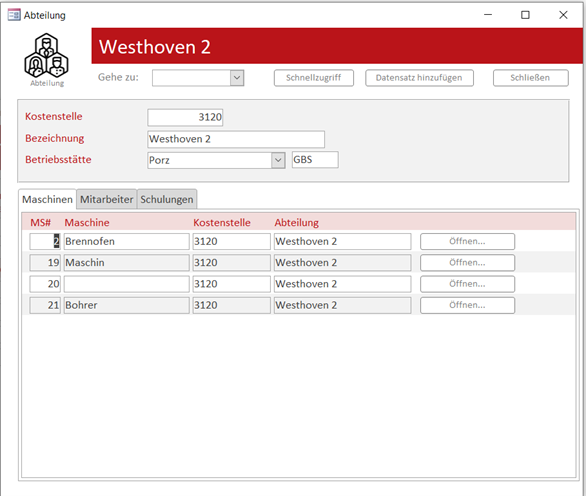 Abteilung
Westhoven 2
Abteilung
Gehe zu: Schnellzugriff Datensatz hinzufügen Schließen
Kostenstelle 3120
Bezeichnung Westhoven 2
Betriebsstätte Porz GBS
Maschinen Mitarbeiter Schulungen
MS# Maschine Kostenstelle Abteilung
2 Brennofen 3120 Westhoven 2 Öffnen...
19 Maschin 3120 Westhoven 2 Öffnen...
20 3120 Westhoven 2 Öffnen...
21 Bohrer 3120 Westhoven 2 Öffnen...